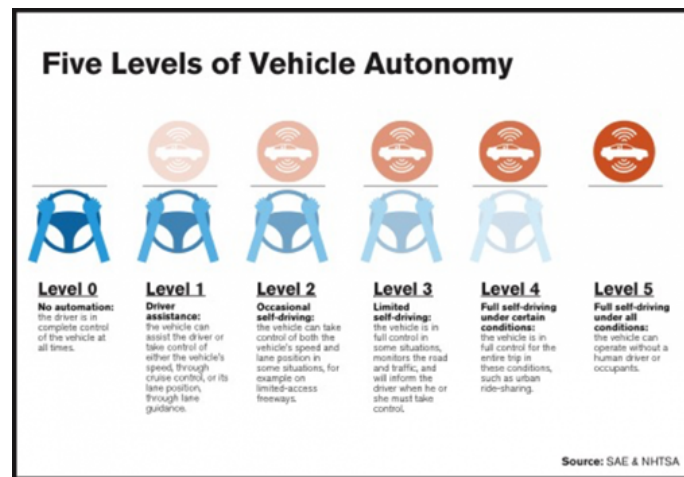 Five Levels of Vehicle Autonomy
Level 0
No automation:
the driver is in
complete control
of the vehicle at
all times.
Level 1
Driver
assistance:
the vehicle can
assist the driver or
take control of
either the vehicle's
speed, through
cruise control, or its
lane position,
through lane
guidance.
Level 2
Occasional
self-driving:
the vehicle can take
control of both the
vehicle's speed and
lane position in
some situations, for
example on
limited-access
freeways.
Level 3
Limited
self-driving:
the vehicle is in
full control in
some situations,
monitors the road
and traffic, and
will inform the
driver when he or
she must take
control.
Level 4
Full self-driving
under certain
conditions:
the vehicle is in
full control for the
entire trip in
these conditions,
such as urban
ride-sharing.
Level 5
Full self-driving
under all
conditions:
the vehicle can
operate without a
human driver or
occupants.
Source: SAE & NHTSA